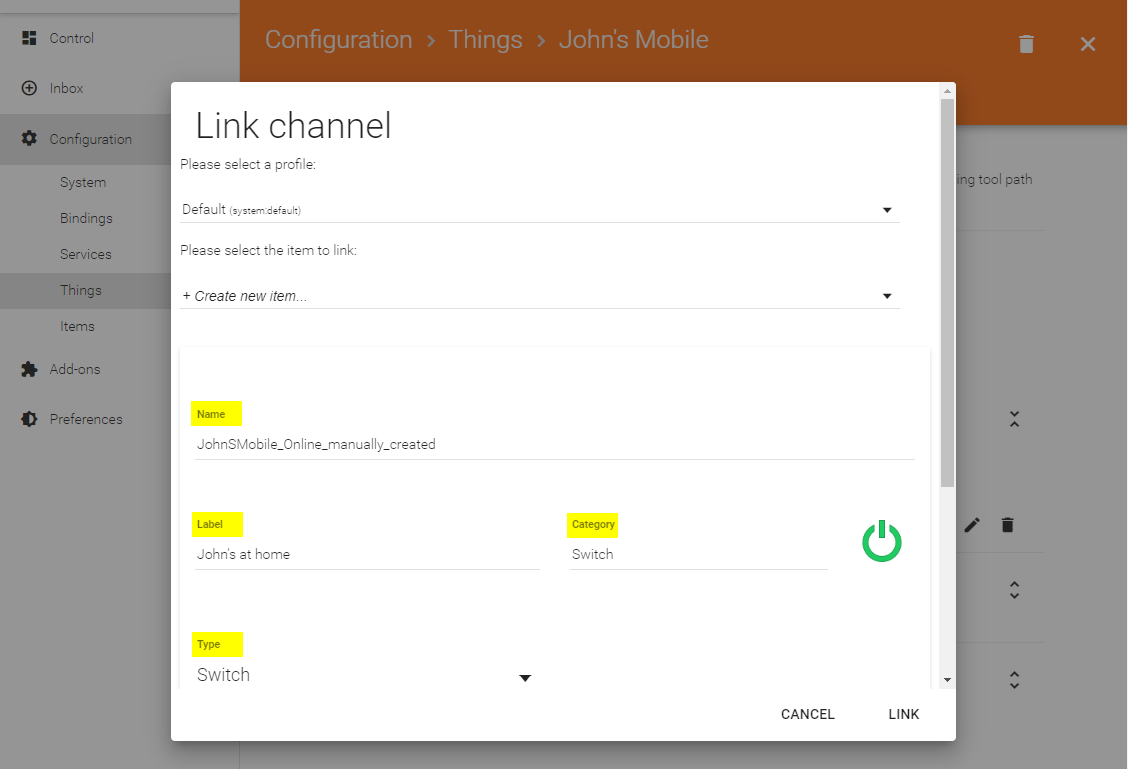 Control
Inbox
Configuration
System
Bindings
Services
Things
Items
Add-ons
Preferences
Configuration > Things > John's Mobile
ing tool path
Link channel
Please select a profile:
Default (system:default)
Please select the item to link:
+ Create new item...
Name
JohnSMobile_Online_manually_created
Label Category
John's at home Switch
Type
Switch
CANCEL LINK